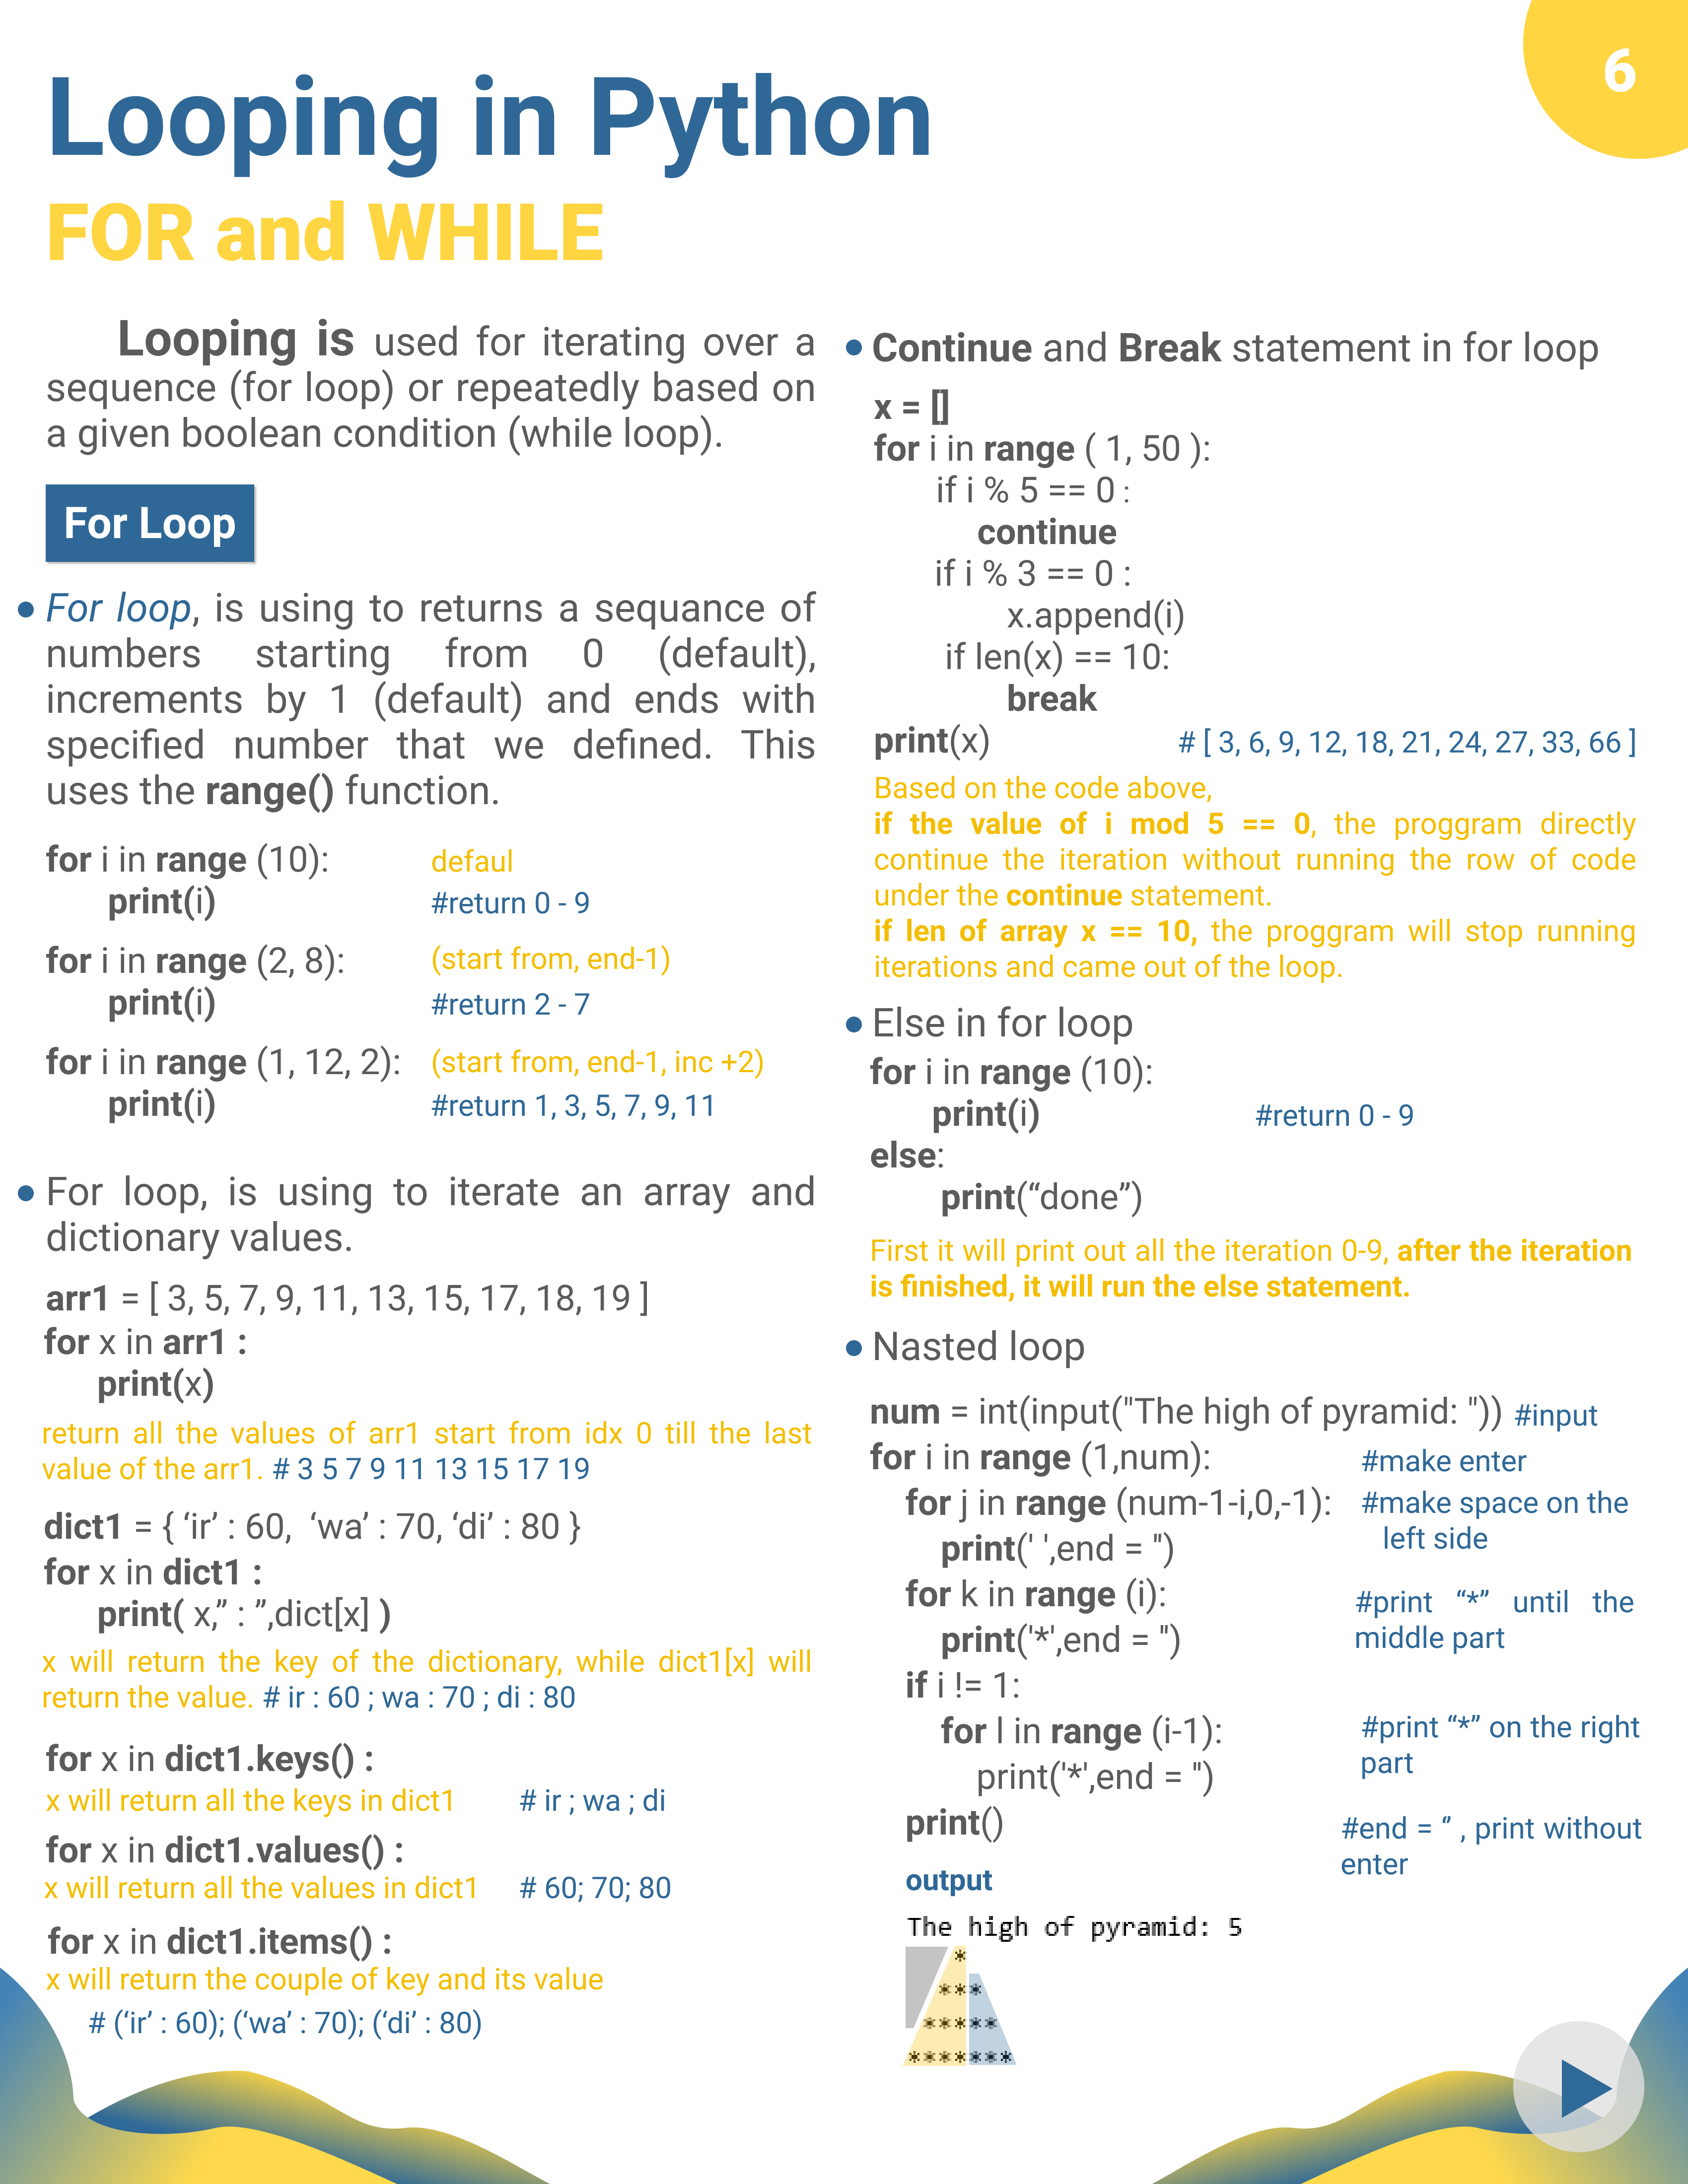 6
Looping in Python
FOR and WHILE
Looping is used for iterating over a
sequence (for loop) or repeatedly based on
a given boolean condition (while loop).
For Loop
● For loop, is using to returns a sequance of
numbers starting from 0 (default),
increments by 1 (default) and ends with
specified number that we defined. This
uses the range() function.
for i in range (10): defaul
print(i) #return 0 - 9
for i in range (2, 8): (start from, end-1)
print(i) #return 2 - 7
for i in range (1, 12, 2): (start from, end-1, inc +2)
print(i) #return 1, 3, 5, 7, 9, 11
● For loop, is using to iterate an array and
dictionary values.
arr1 = [ 3, 5, 7, 9, 11, 13, 15, 17, 18, 19 ]
for x in arr1 :
print(x)
return all the values of arr1 start from idx 0 till the last
value of the arr1. # 3 5 7 9 11 13 15 17 19
dict1 = { ‘ir’ : 60, ‘wa’ : 70, ‘di’ : 80 }
for x in dict1 :
print( x,” : ”,dict[x] )
x will return the key of the dictionary, while dict1[x] will
return the value. # ir : 60 ; wa : 70 ; di : 80
for x in dict1.keys() :
x will return all the keys in dict1 # ir ; wa ; di
for x in dict1.values() :
x will return all the values in dict1 # 60; 70; 80
for x in dict1.items() :
x will return the couple of key and its value
# (‘ir’ : 60); (‘wa’ : 70); (‘di’ : 80)
● Continue and Break statement in for loop
x = []
for i in range ( 1, 50 ):
if i % 5 == 0 :
continue
if i % 3 == 0 :
x.append(i)
if len(x) == 10:
break
print(x) # [ 3, 6, 9, 12, 18, 21, 24, 27, 33, 66 ]
Based on the code above,
if the value of i mod 5 == 0, the proggram directly
continue the iteration without running the row of code
under the continue statement.
if len of array x == 10, the proggram will stop running
iterations and came out of the loop.
● Else in for loop
for i in range (10):
print(i) #return 0 - 9
else:
print(“done”)
First it will print out all the iteration 0-9, after the iteration
is finished, it will run the else statement.
● Nasted loop
num = int(input("The high of pyramid: ")) #input
for i in range (1,num): #make enter
for j in range (num-1-i,0,-1): #make space on the
left side
print(' ',end = '')
for k in range (i): #print “*” until the
middle part
print('*',end = '')
if i != 1:
for l in range (i-1): #print “*” on the right
part
print('*',end = '')
print() #end = ‘’ , print without
enter
output
The high of pyramid: 5
*
***
*****
*******